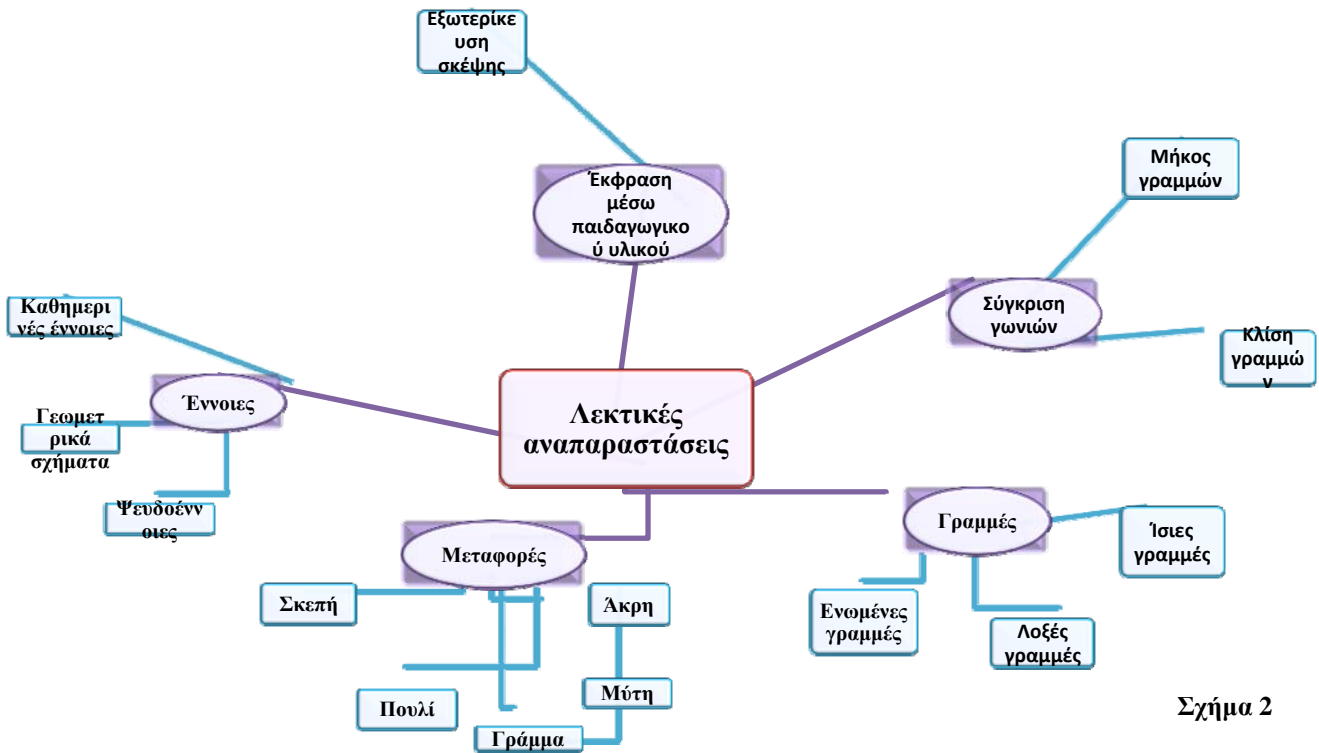 Εξωτερίκε
υση
σκέψης
Έκφραση
μέσω
παιδαγωγικο
ύ υλικού
Μήκος
γραμμών
Σύγκριση
γωνιών
Κλίση
γραμμώ
ν
Καθημερι
νές έννοιες
Έννοιες
Γεωμετ
ρικά
σχήματα
Ψευδοένν
οιες
Λεκτικές
αναπαραστάσεις
Μεταφορές
Σκεπή
Άκρη
Πουλί
Μύτη
Γράμμα
Γραμμές
Ίσιες
γραμμές
Ενωμένες
γραμμές
Λοξές
γραμμές
Σχήμα 2